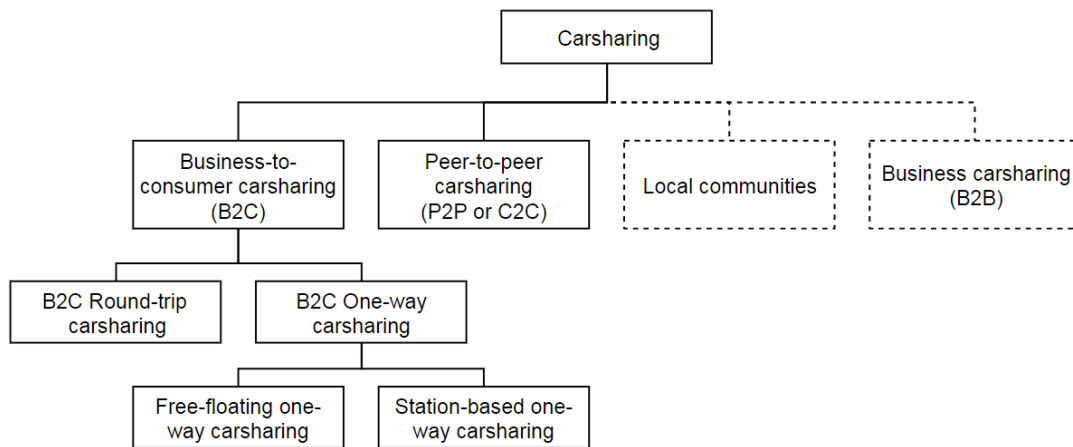 Carsharing
Business-to-
consumer carsharing
(B2C)
Peer-to-peer
carsharing
(P2P or C2C)
Local communities
Business carsharing
(B2B)
B2C Round-trip
carsharing
B2C One-way
carsharing
Free-floating one-
way carsharing
Station-based one-
way carsharing